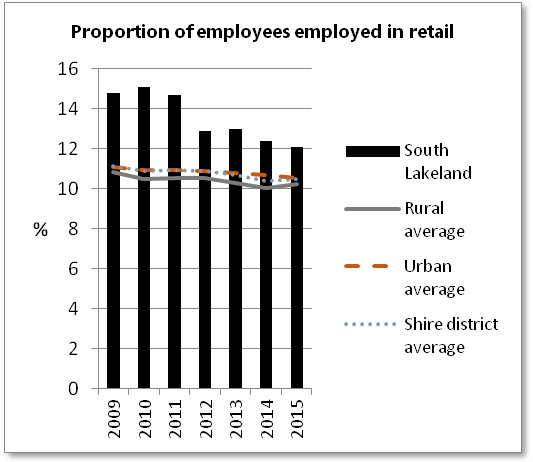 Proportion of employees employed in retail
16
14
12
10
8
6
4
2
0
%
2009
2010
2011
2012
2013
2014
2015
South
Lakeland
Rural
average
Urban
average
Shire district
average